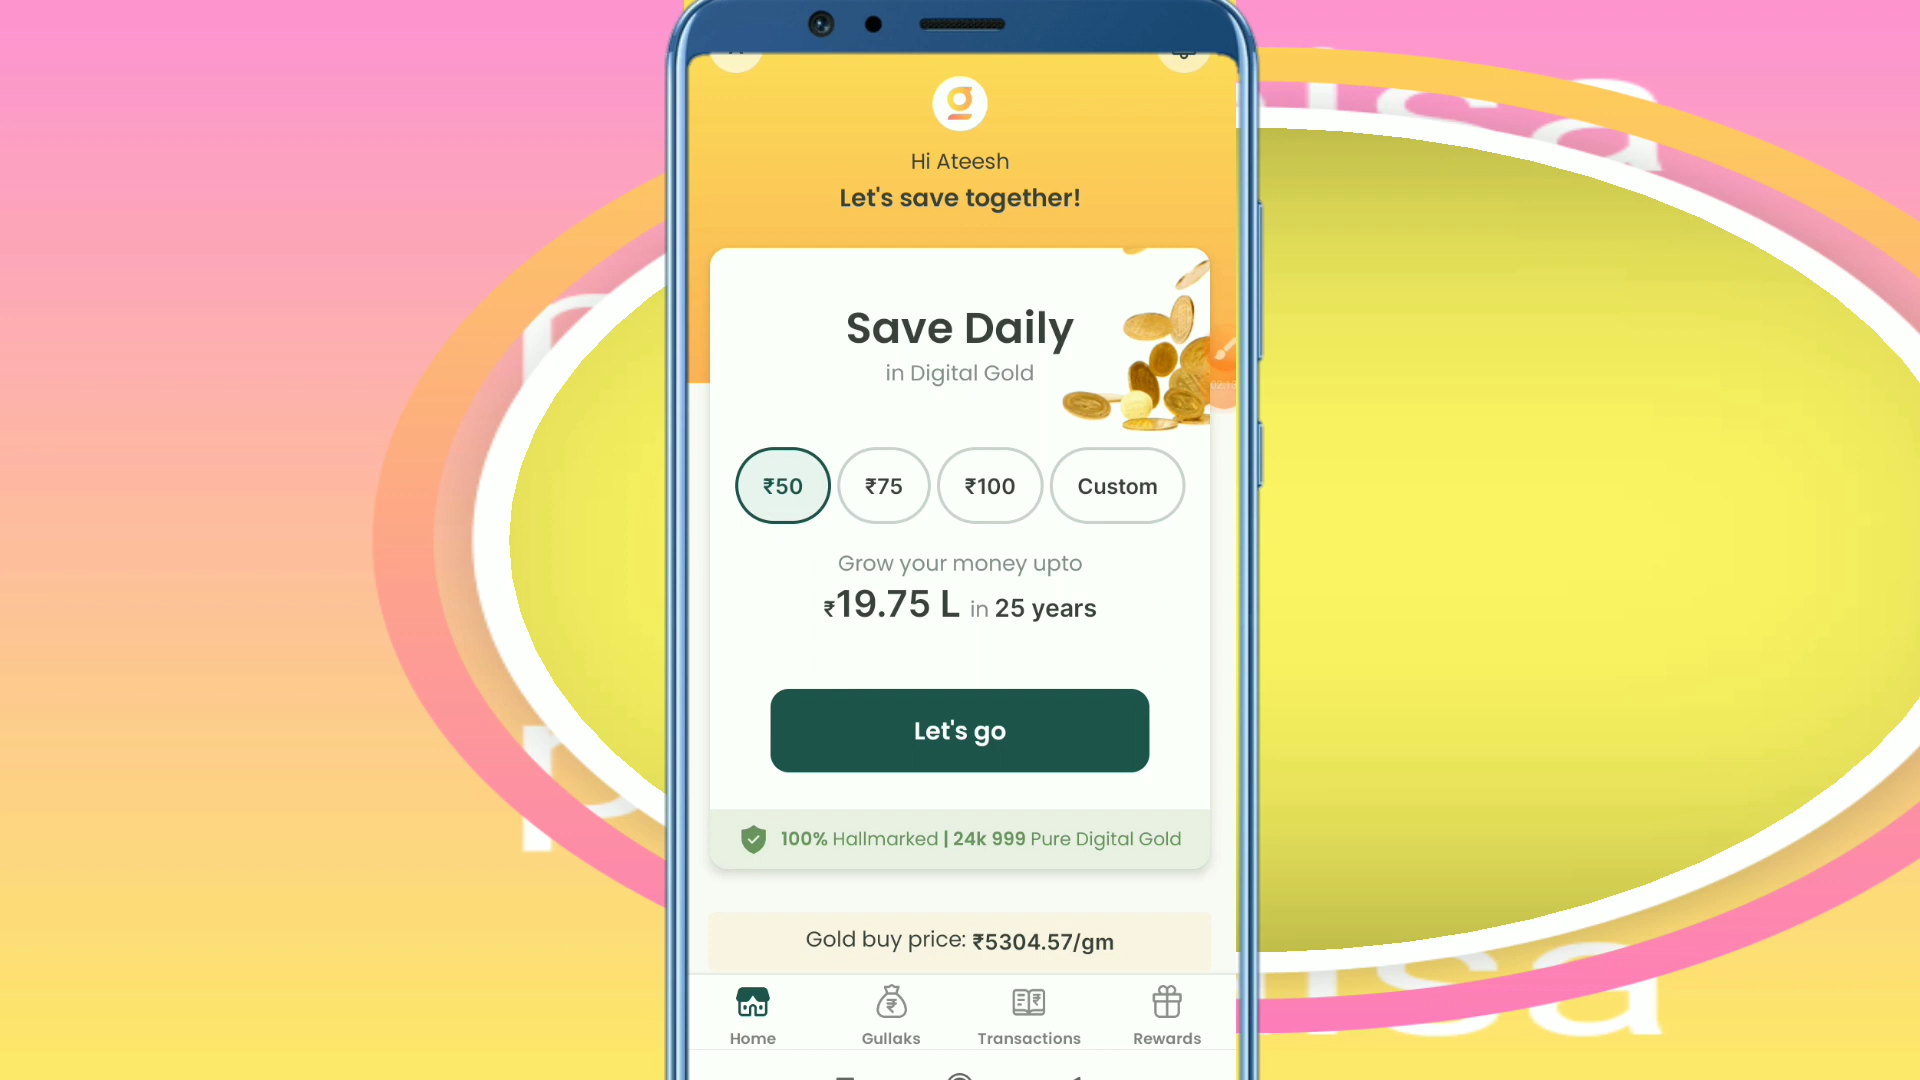 Hi Ateesh
Let's save together!
Save Daily
in Digital Gold
₹50 ₹75 ₹100 Custom
Grow your money upto
₹19.75 L in 25 years
Let's go
100% Hallmarked | 24k 999 Pure Digital Gold
Gold buy price: ₹5304.57/gm
Home Gullaks Transactions Rewards